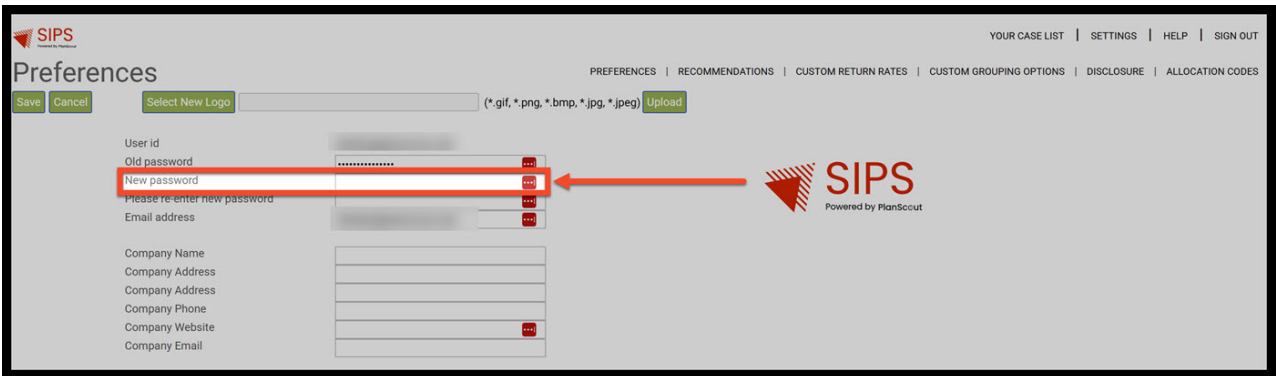 SIPS
Powered by PlanScout
YOUR CASE LIST | SETTINGS | HELP | SIGN OUT
Preferences
PREFERENCES | RECOMMENDATIONS | CUSTOM RETURN RATES | CUSTOM GROUPING OPTIONS | DISCLOSURE | ALLOCATION CODES
Save Cancel Select New Logo (*.gif, *.png, *.bmp, *.jpg, *.jpeg) Upload
User id
Old password ••••••••••••••
New password
Please re-enter new password
Email address
SIPS
Powered by PlanScout
Company Name
Company Address
Company Address
Company Phone
Company Website
Company Email